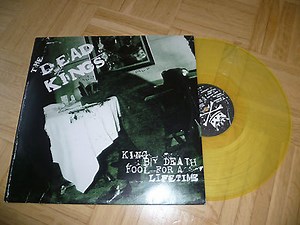 THE
DEAD
KINGS
KING
BY DEATH
FOOL FOR A
LIFETIME